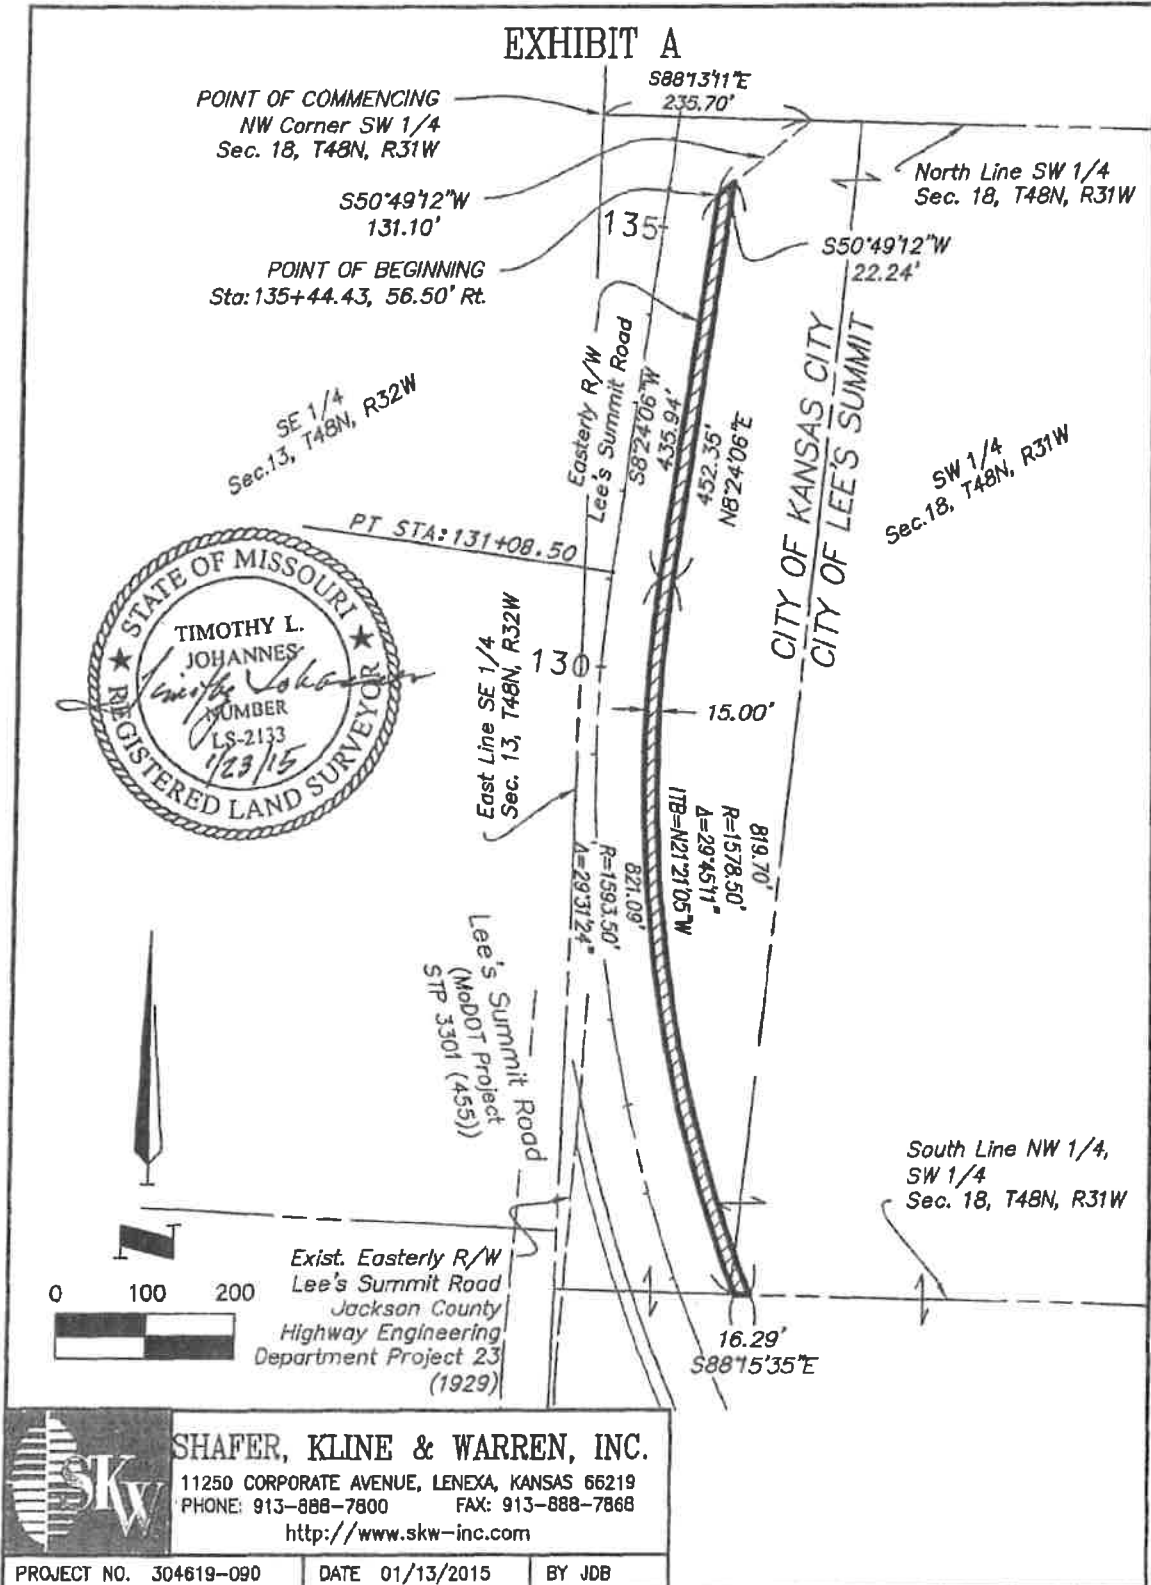 EXHIBIT A
S88°13'11"E
235.70'
POINT OF COMMENCING
NW Corner SW 1/4
Sec. 18, T48N, R31W
North Line SW 1/4
Sec. 18, T48N, R31W
S50°49'12"W
131.10'
135
S50°49'12"W
22.24'
POINT OF BEGINNING
Sta: 135+44.43, 56.50' Rt.
Easterly R/W
Lee's Summit Road
S8°24'06"W
435.94'
452.35'
N8°24'06"E
CITY OF KANSAS CITY
CITY OF LEE'S SUMMIT
SE 1/4
Sec.13, T48N, R32W
SW 1/4
Sec.18, T48N, R31W
PT STA: 131+08.50
STATE OF MISSOURI
TIMOTHY L.
JOHANNES
Timothy Johannes
NUMBER
LS-2133
1/23/15
REGISTERED LAND SURVEYOR
East Line SE 1/4
Sec. 13, T48N, R32W
130
15.00'
819.70'
R=1578.50'
Δ=29°45'11"
ITB=N21°21'05"W
821.09'
R=1593.50'
Δ=29°31'24"
Lee's Summit Road
(MoDOT Project
STP 3301 (455))
South Line NW 1/4,
SW 1/4
Sec. 18, T48N, R31W
N
Exist. Easterly R/W
Lee's Summit Road
Jackson County
Highway Engineering
Department Project 23
(1929)
0 100 200
16.29'
S88°15'35"E
SKW
SHAFER, KLINE & WARREN, INC.
11250 CORPORATE AVENUE, LENEXA, KANSAS 66219
PHONE: 913-888-7800 FAX: 913-888-7868
http://www.skw-inc.com
PROJECT NO. 304619-090 DATE 01/13/2015 BY JDB